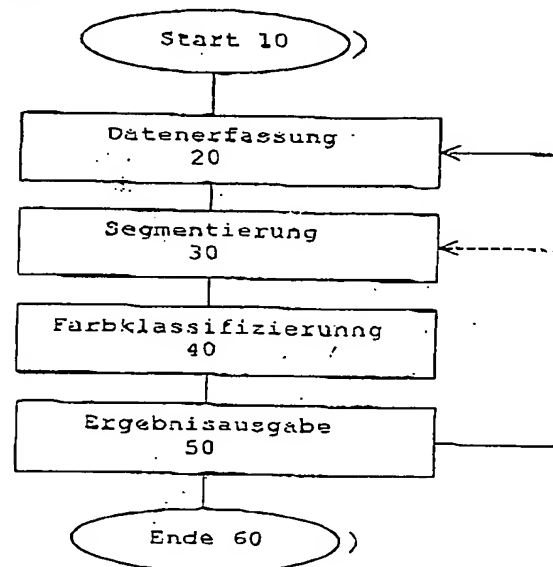 Start 10
Datenerfassung
20
Segmentierung
30
Farbklassifizierunng
40
Ergebnisausgabe
50
Ende 60